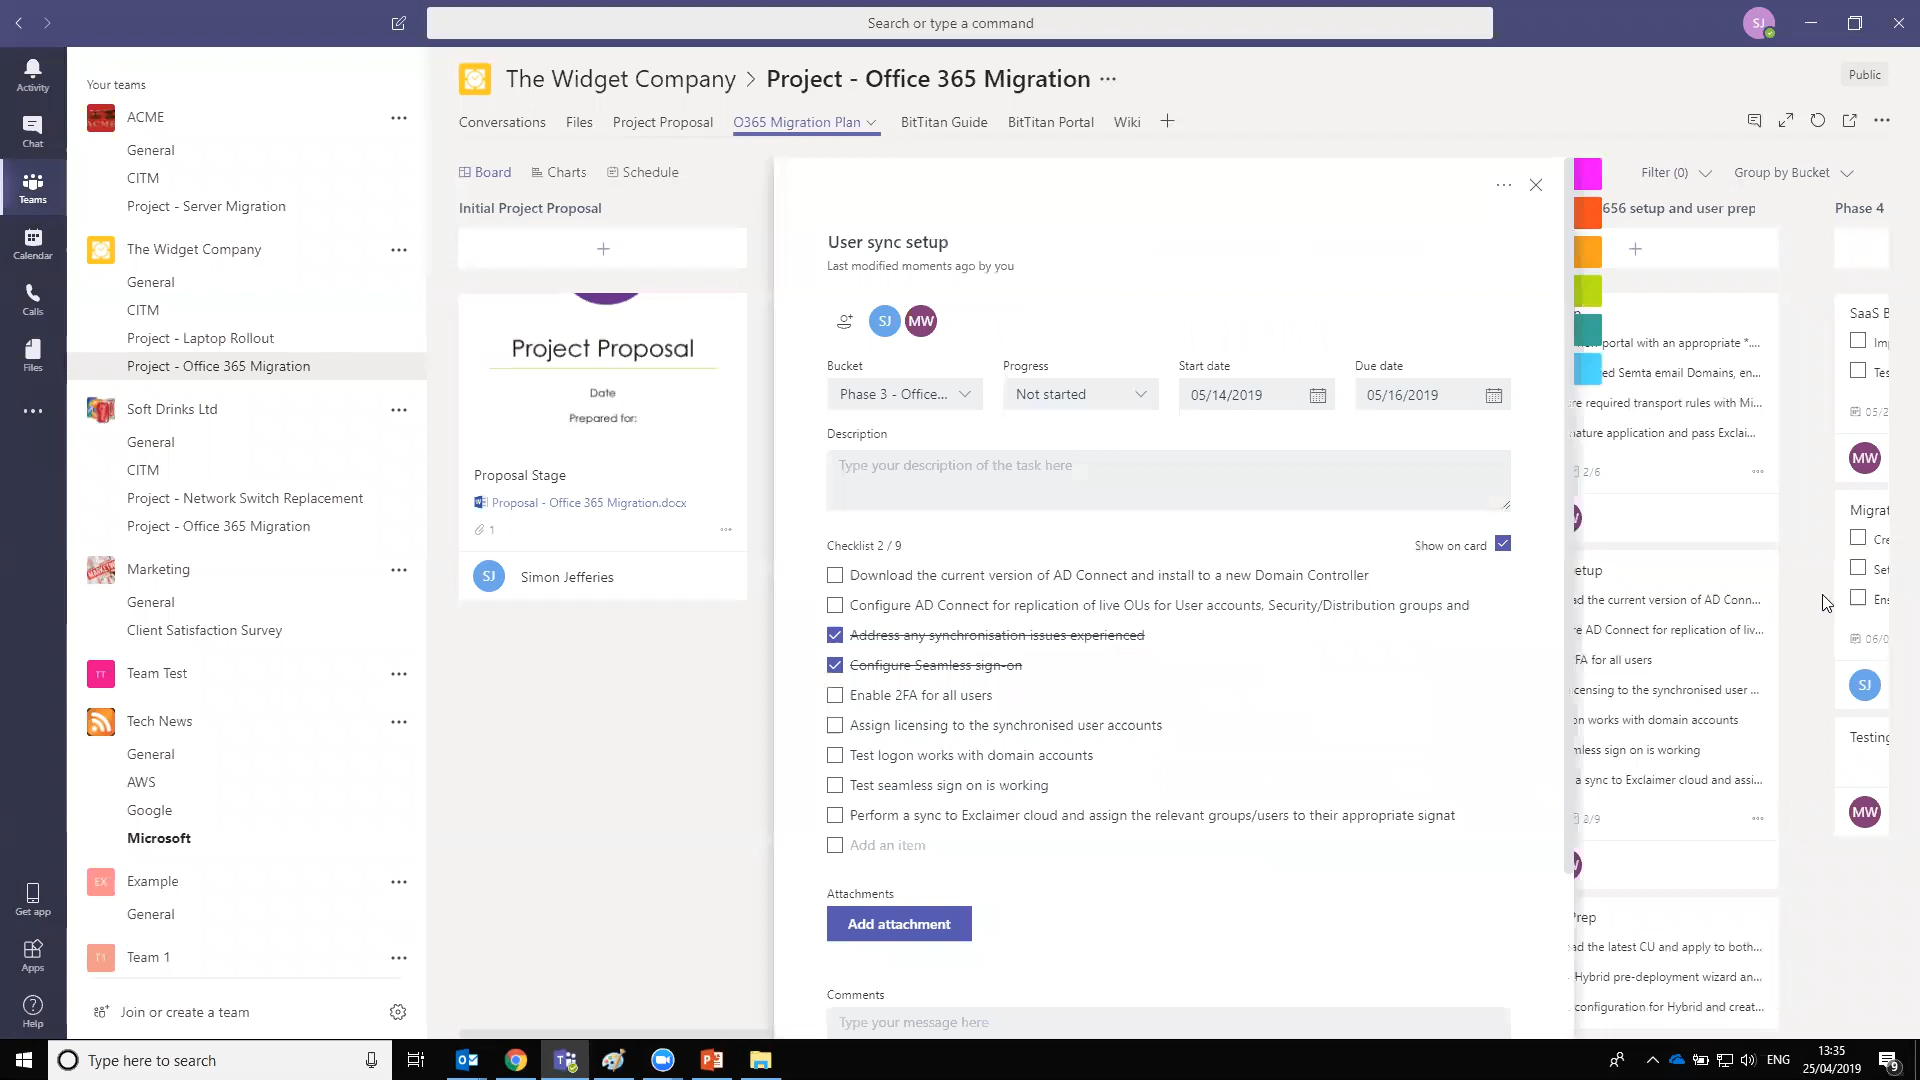 Search or type a command
SJ
Activity
Chat
Teams
Calendar
Calls
Files
Get app
Apps
Help
Your teams
ACME
General
CITM
Project - Server Migration
The Widget Company
General
CITM
Project - Laptop Rollout
Project - Office 365 Migration
Soft Drinks Ltd
General
CITM
Project - Network Switch Replacement
Project - Office 365 Migration
Marketing
General
Client Satisfaction Survey
TT Team Test
Tech News
General
AWS
Google
Microsoft
EX Example
General
T1 Team 1
Join or create a team
The Widget Company > Project - Office 365 Migration
Public
Conversations Files Project Proposal O365 Migration Plan BitTitan Guide BitTitan Portal Wiki
Board Charts Schedule
Filter (0) Group by Bucket
Initial Project Proposal
Project Proposal
Date
Prepared for:
Proposal Stage
Proposal - Office 365 Migration.docx
1
SJ Simon Jefferies
User sync setup
Last modified moments ago by you
SJ MW
Bucket Progress Start date Due date
Phase 3 - Office... Not started 05/14/2019 05/16/2019
Description
Type your description of the task here
Checklist 2 / 9 Show on card
Download the current version of AD Connect and install to a new Domain Controller
Configure AD Connect for replication of live OUs for User accounts, Security/Distribution groups and
Address any synchronisation issues experienced
Configure Seamless sign-on
Enable 2FA for all users
Assign licensing to the synchronised user accounts
Test logon works with domain accounts
Test seamless sign on is working
Perform a sync to Exclaimer cloud and assign the relevant groups/users to their appropriate signat
Add an item
Attachments
Add attachment
Comments
Type your message here
656 setup and user prep
portal with an appropriate *....
ed Semta email Domains, en...
re required transport rules with Mi...
nature application and pass Exclai...
2/6
etup
ad the current version of AD Conn...
re AD Connect for replication of liv...
FA for all users
icensing to the synchronised user ...
on works with domain accounts
mless sign on is working
a sync to Exclaimer cloud and assi...
2/9
Prep
ad the latest CU and apply to both...
Hybrid pre-deployment wizard an...
configuration for Hybrid and creat...
Phase 4
SaaS B
Im
Tes
05/2
MW
Migrat
Cre
Set
Ens
06/0
SJ
Testing
MW
Type here to search
ENG
13:35
25/04/2019
9